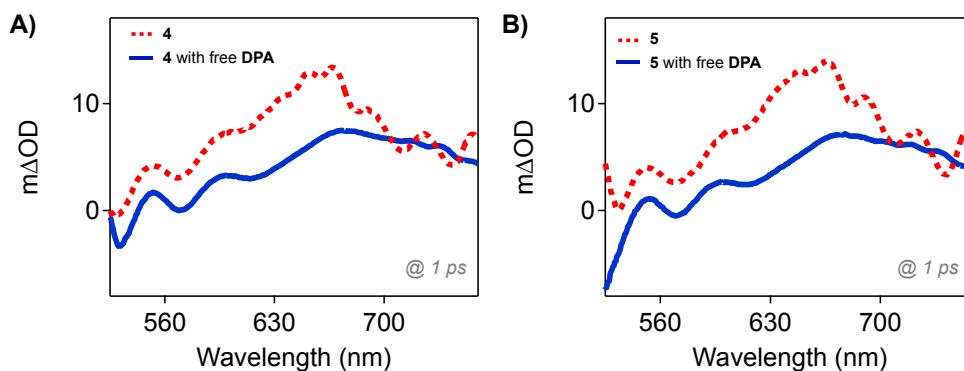 A)
4
4 with free DPA
10
0
mΔOD
@ 1 ps
560
630
700
Wavelength (nm)
B)
5
5 with free DPA
10
0
mΔOD
@ 1 ps
560
630
700
Wavelength (nm)